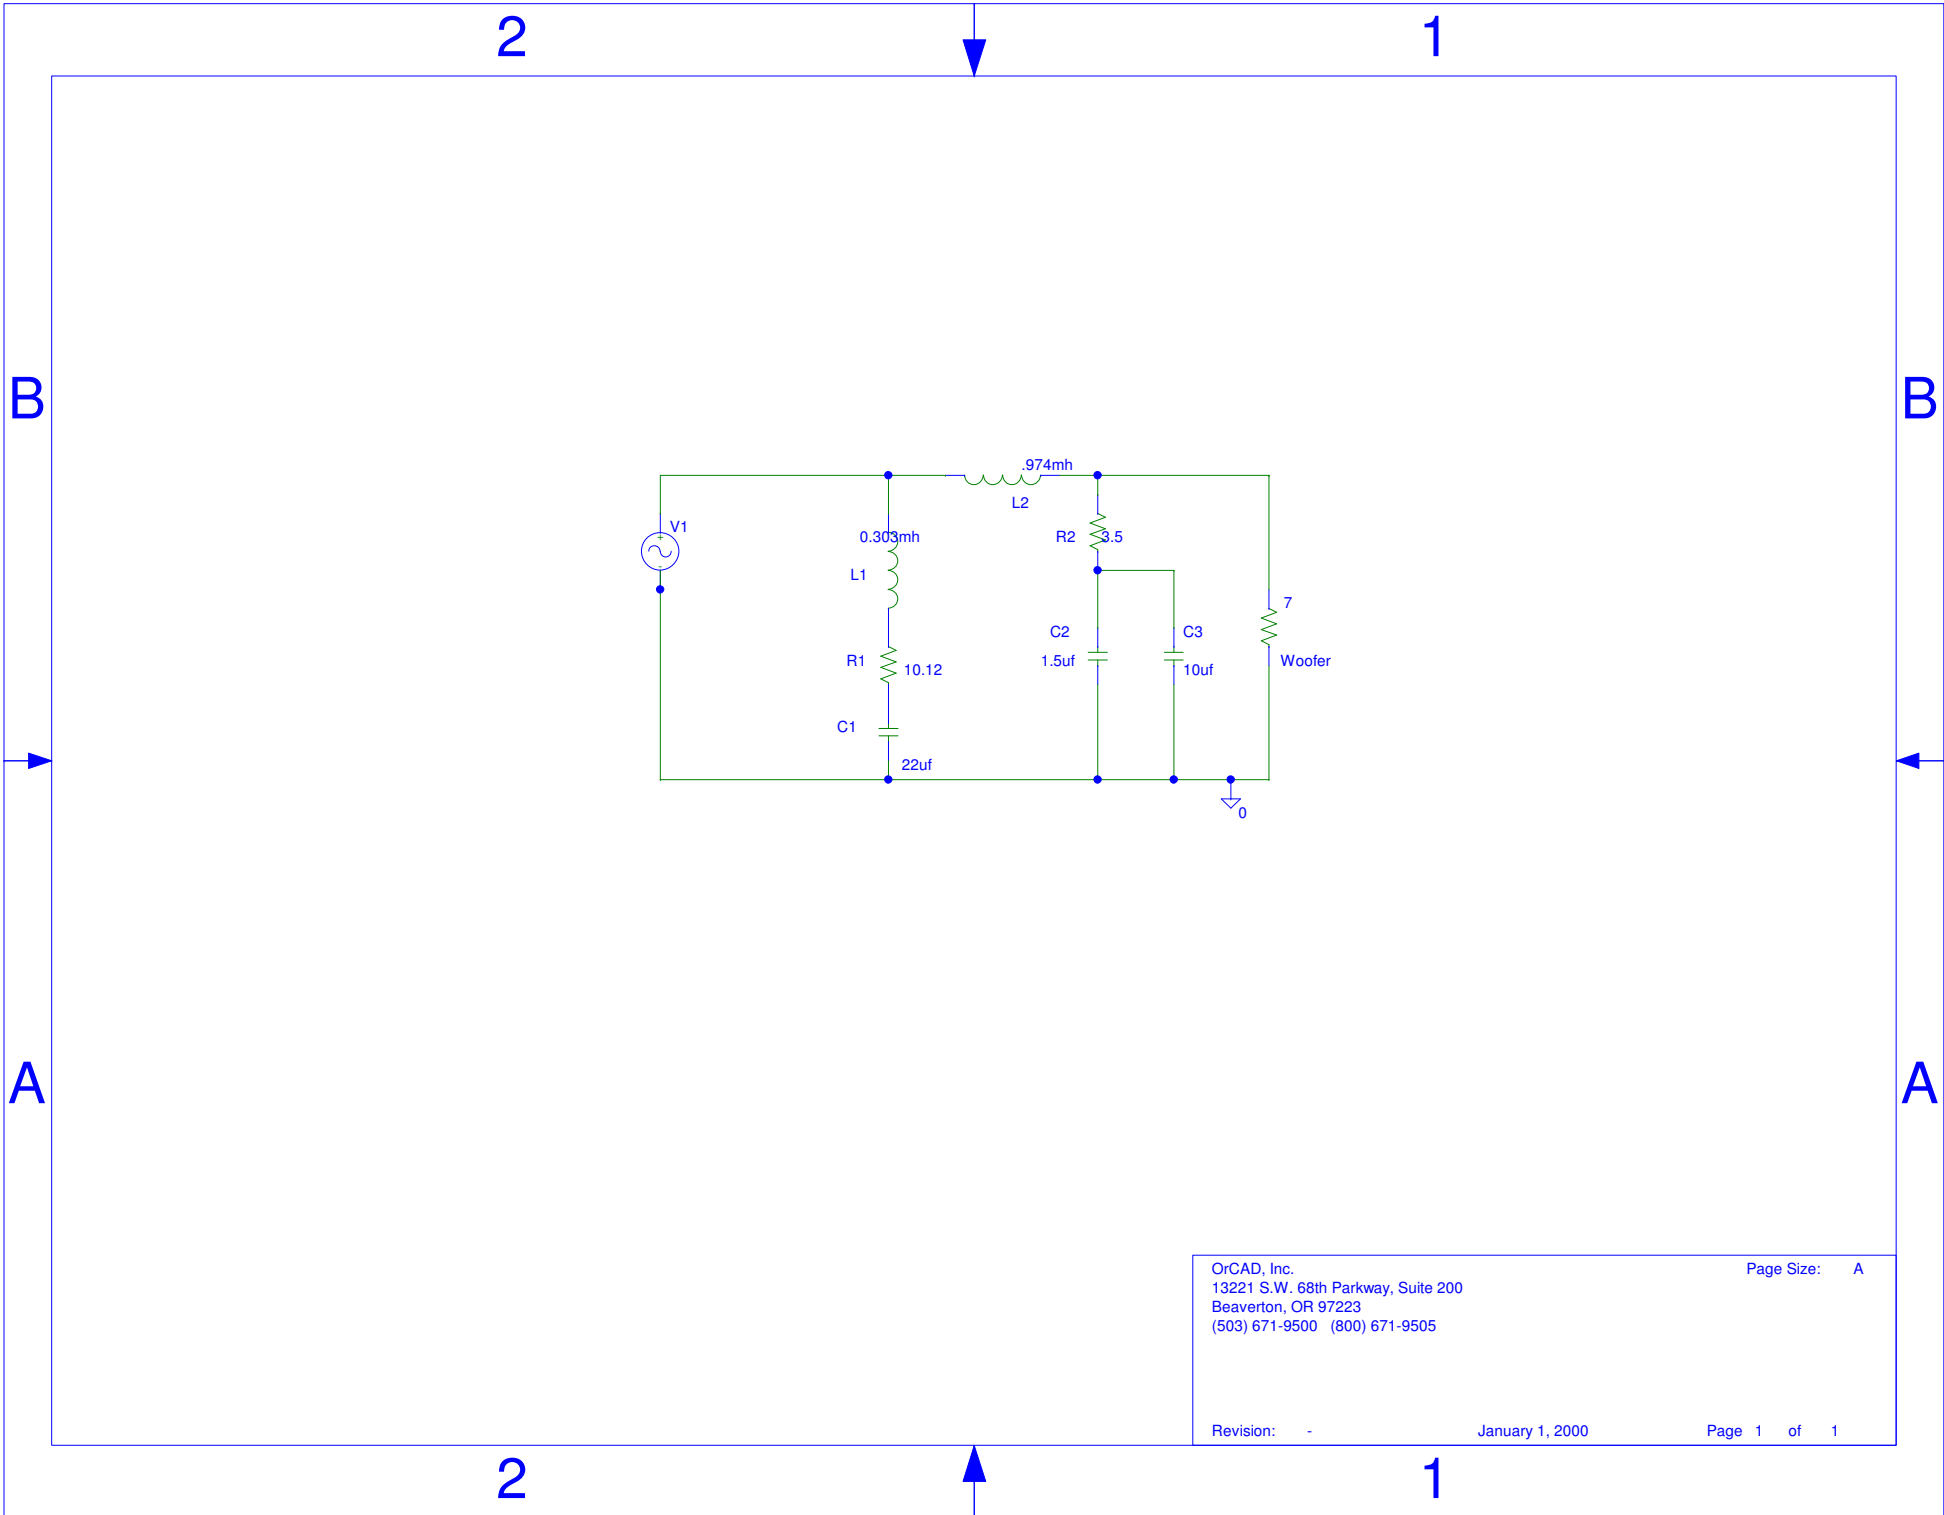 2 1
B B
.974mh
L2
V1
0.303mh
R2 3.5
L1
7
C2 C3
R1 1.5uf Woofer
10.12 10uf
C1
22uf
0
A A
OrCAD, Inc. Page Size: A
13221 S.W. 68th Parkway, Suite 200
Beaverton, OR 97223
(503) 671-9500 (800) 671-9505
Revision: - January 1, 2000 Page 1 of 1
2 1